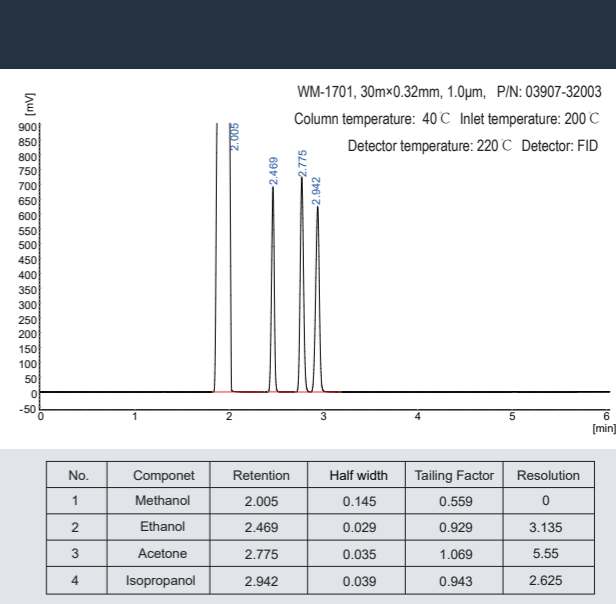 WM-1701, 30m×0.32mm, 1.0μm, P/N: 03907-32003
Column temperature: 40℃ Inlet temperature: 200℃
Detector temperature: 220℃ Detector: FID
[mV]
900
850
800
750
700
650
600
550
500
450
400
350
300
250
200
150
100
50
0
-50
2.005
2.469
2.775
2.942
0 1 2 3 4 5 6
[min]
No. Componet Retention Half width Tailing Factor Resolution
1 Methanol 2.005 0.145 0.559 0
2 Ethanol 2.469 0.029 0.929 3.135
3 Acetone 2.775 0.035 1.069 5.55
4 Isopropanol 2.942 0.039 0.943 2.625